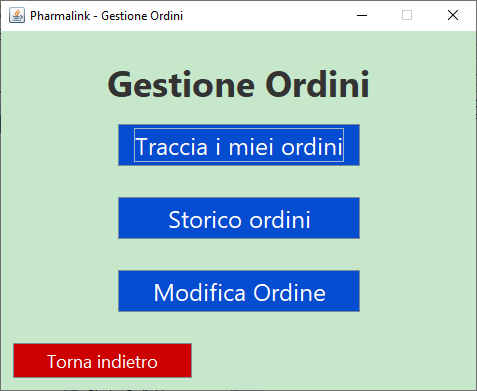 Pharmalink - Gestione Ordini
Gestione Ordini
Traccia i miei ordini
Storico ordini
Modifica Ordine
Torna indietro